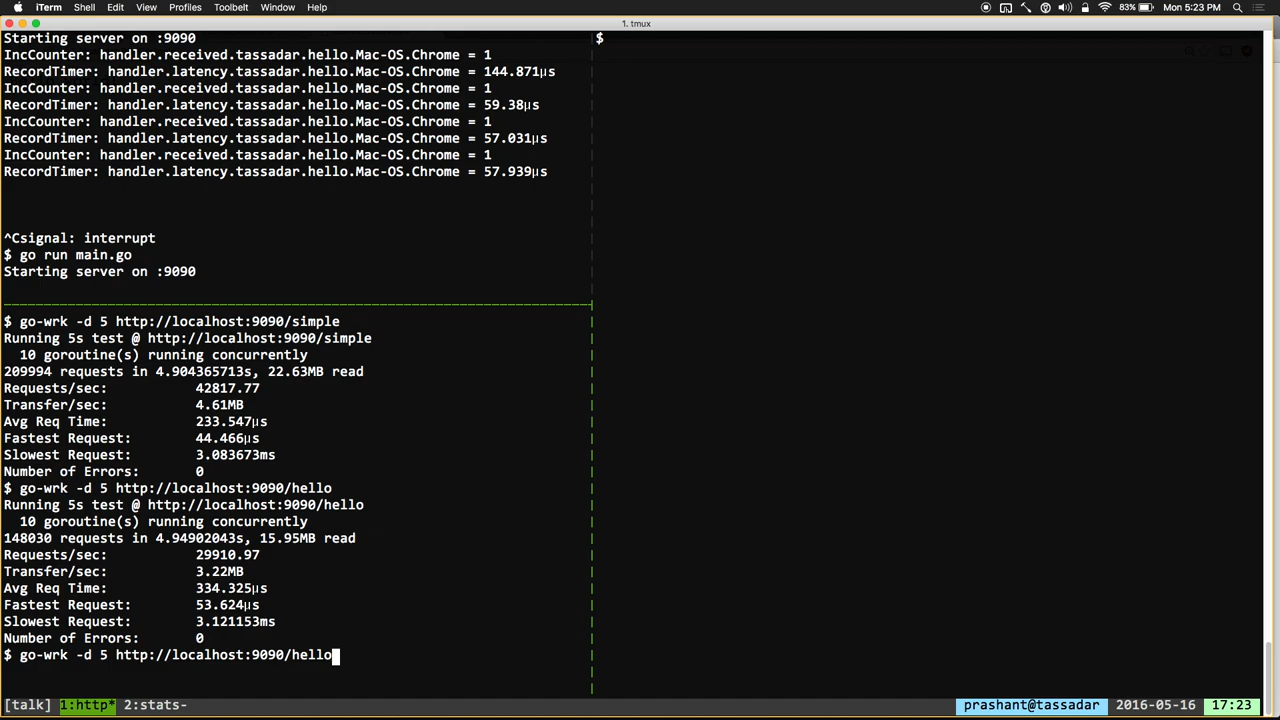 iTerm Shell Edit View Profiles Toolbelt Window Help 83% Mon 5:23 PM
1. tmux
Starting server on :9090
IncCounter: handler.received.tassadar.hello.Mac-OS.Chrome = 1
RecordTimer: handler.latency.tassadar.hello.Mac-OS.Chrome = 144.871µs
IncCounter: handler.received.tassadar.hello.Mac-OS.Chrome = 1
RecordTimer: handler.latency.tassadar.hello.Mac-OS.Chrome = 59.38µs
IncCounter: handler.received.tassadar.hello.Mac-OS.Chrome = 1
RecordTimer: handler.latency.tassadar.hello.Mac-OS.Chrome = 57.031µs
IncCounter: handler.received.tassadar.hello.Mac-OS.Chrome = 1
RecordTimer: handler.latency.tassadar.hello.Mac-OS.Chrome = 57.939µs
^Csignal: interrupt
$ go run main.go
Starting server on :9090
$ go-wrk -d 5 http://localhost:9090/simple
Running 5s test @ http://localhost:9090/simple
10 goroutine(s) running concurrently
209994 requests in 4.904365713s, 22.63MB read
Requests/sec: 42817.77
Transfer/sec: 4.61MB
Avg Req Time: 233.547µs
Fastest Request: 44.466µs
Slowest Request: 3.083673ms
Number of Errors: 0
$ go-wrk -d 5 http://localhost:9090/hello
Running 5s test @ http://localhost:9090/hello
10 goroutine(s) running concurrently
148030 requests in 4.94902043s, 15.95MB read
Requests/sec: 29910.97
Transfer/sec: 3.22MB
Avg Req Time: 334.325µs
Fastest Request: 53.624µs
Slowest Request: 3.121153ms
Number of Errors: 0
$ go-wrk -d 5 http://localhost:9090/hello
$
[talk] 1:http* 2:stats- prashant@tassadar 2016-05-16 17:23